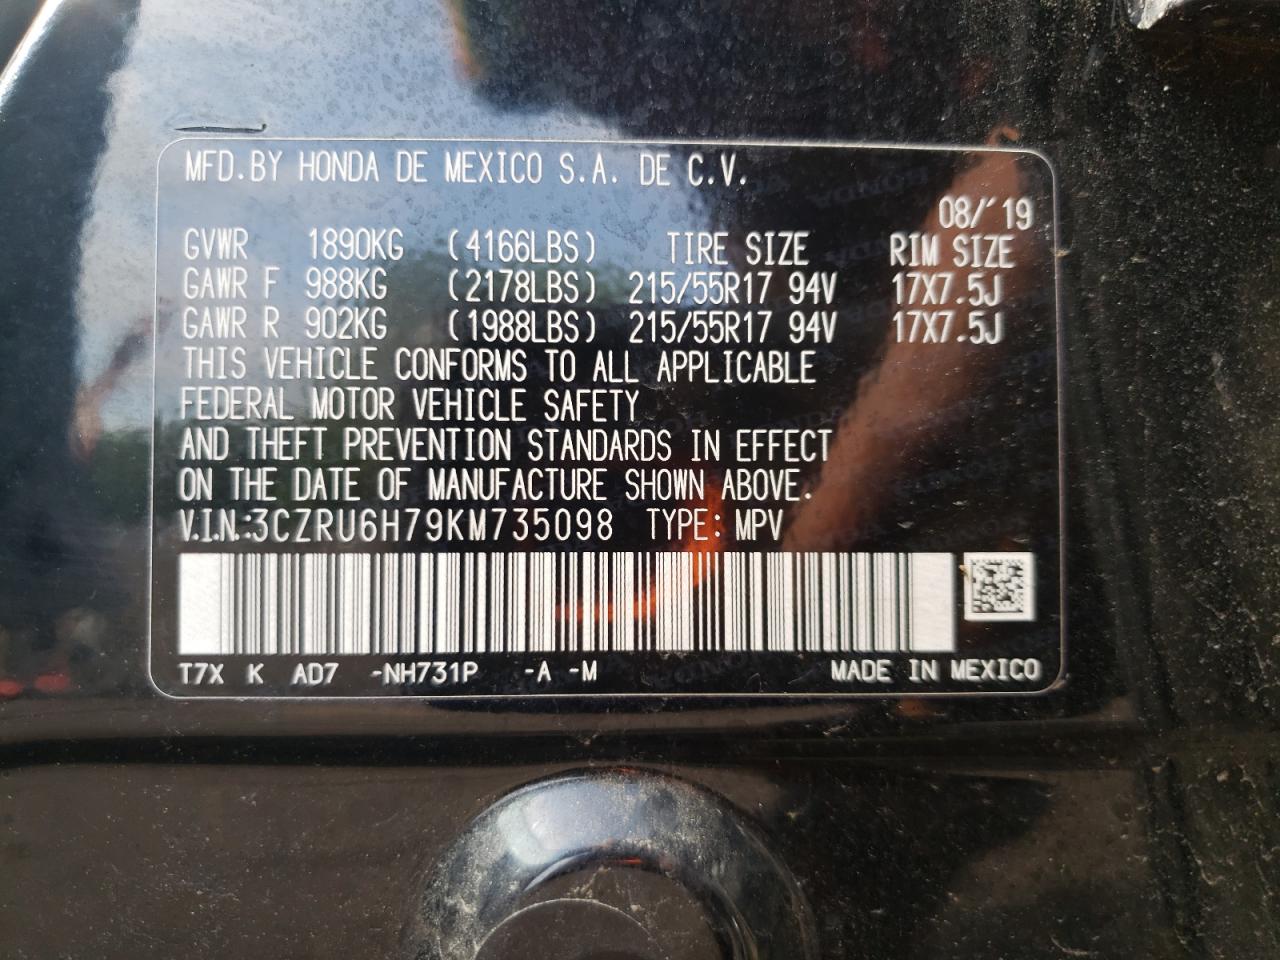 MFD.BY HONDA DE MEXICO S.A. DE C.V.
08/'19
GVWR 1890KG (4166LBS) TIRE SIZE RIM SIZE
GAWR F 988KG (2178LBS) 215/55R17 94V 17X7.5J
GAWR R 902KG (1988LBS) 215/55R17 94V 17X7.5J
THIS VEHICLE CONFORMS TO ALL APPLICABLE
FEDERAL MOTOR VEHICLE SAFETY
AND THEFT PREVENTION STANDARDS IN EFFECT
ON THE DATE OF MANUFACTURE SHOWN ABOVE.
V.I.N.:3CZRU6H79KM735098 TYPE: MPV
T7X K AD7 -NH731P -A -M MADE IN MEXICO